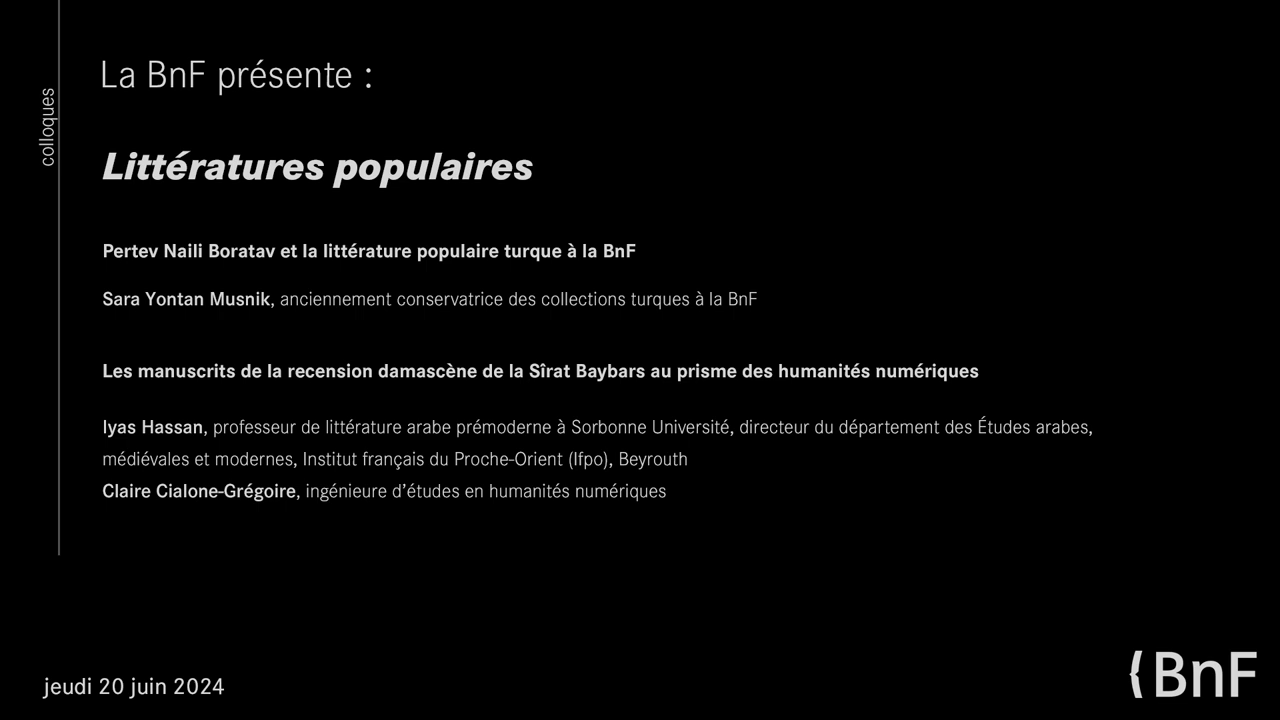 colloques
La BnF présente :
Littératures populaires
Pertev Naili Boratav et la littérature populaire turque à la BnF
Sara Yontan Musnik, anciennement conservatrice des collections turques à la BnF
Les manuscrits de la recension damascène de la Sîrat Baybars au prisme des humanités numériques
Iyas Hassan, professeur de littérature arabe prémoderne à Sorbonne Université, directeur du département des Études arabes,
médiévales et modernes, Institut français du Proche-Orient (Ifpo), Beyrouth
Claire Cialone-Grégoire, ingénieure d’études en humanités numériques
jeudi 20 juin 2024
{BnF